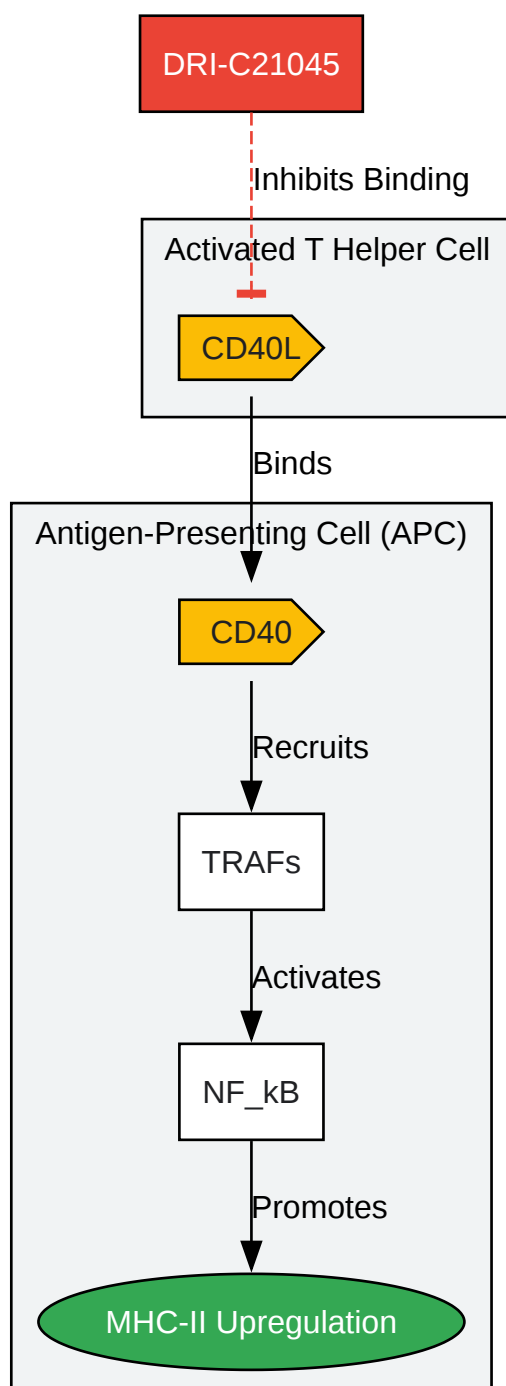 DRI-C21045
Inhibits Binding
Activated T Helper Cell
CD40L
Binds
Antigen-Presenting Cell (APC)
CD40
Recruits
TRAFs
Activates
NF_kB
Promotes
MHC-II Upregulation